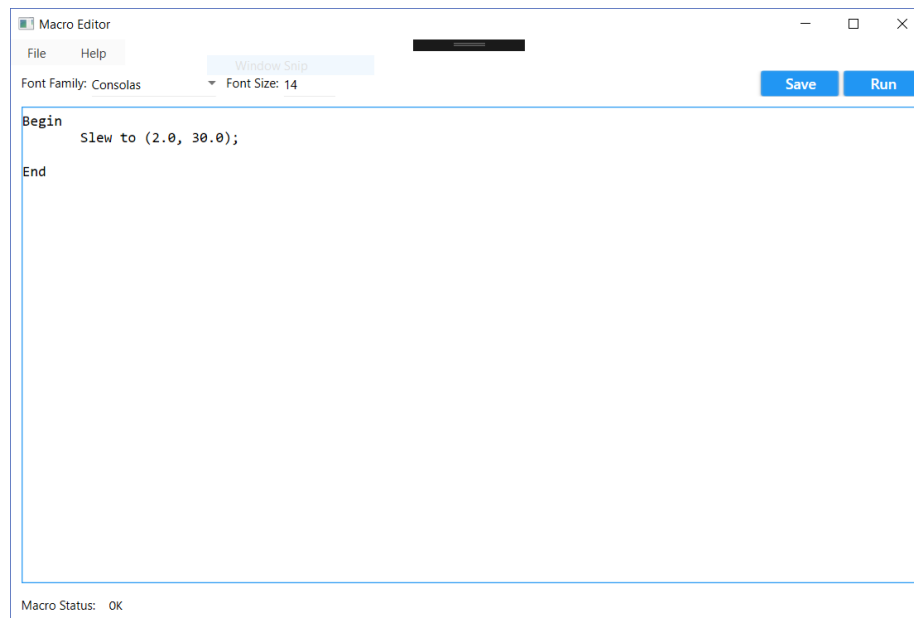 Macro Editor
File Help
Window Snip
Font Family: Consolas Font Size: 14 Save Run
Begin
Slew to (2.0, 30.0);
End
Macro Status: OK